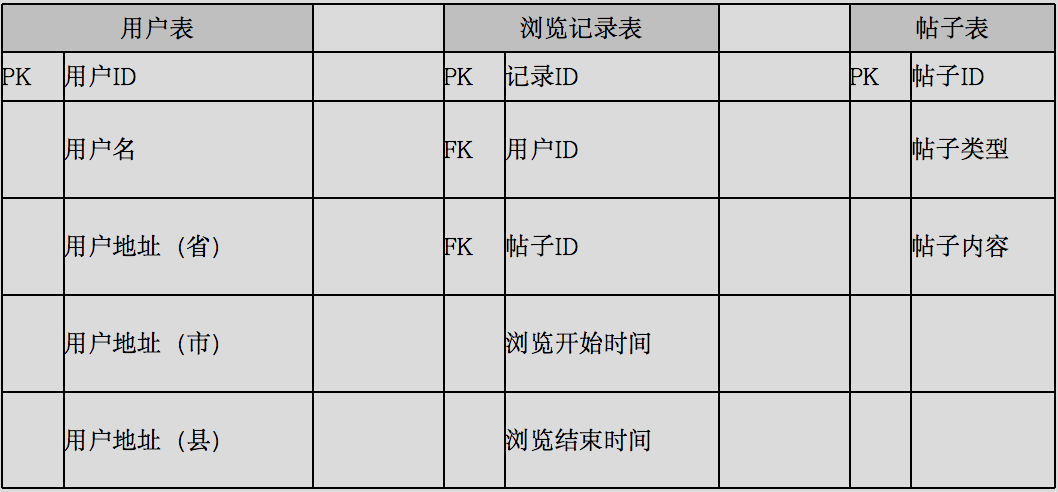 用户表 浏览记录表 帖子表
PK 用户ID PK 记录ID PK 帖子ID
用户名 FK 用户ID 帖子类型
用户地址（省） FK 帖子ID 帖子内容
用户地址（市） 浏览开始时间
用户地址（县） 浏览结束时间